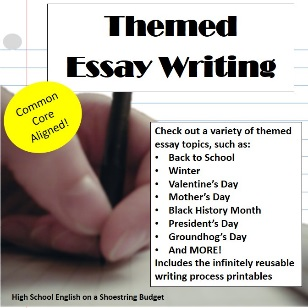 Themed
Essay Writing
Common
Core
Aligned!
Check out a variety of themed
essay topics, such as:
• Back to School
• Winter
• Valentine's Day
• Mother's Day
• Black History Month
• President's Day
• Groundhog's Day
• And MORE!
Includes the infinitely reusable
writing process printables
High School English on a Shoestring Budget